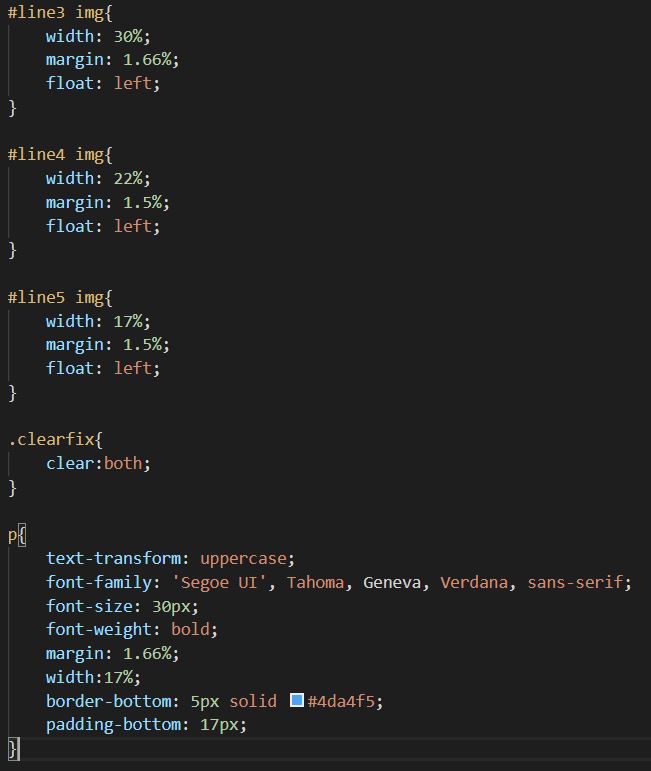 #line3 img{
    width: 30%;
    margin: 1.66%;
    float: left;
}

#line4 img{
    width: 22%;
    margin: 1.5%;
    float: left;
}

#line5 img{
    width: 17%;
    margin: 1.5%;
    float: left;
}

.clearfix{
    clear:both;
}

p{
    text-transform: uppercase;
    font-family: 'Segoe UI', Tahoma, Geneva, Verdana, sans-serif;
    font-size: 30px;
    font-weight: bold;
    margin: 1.66%;
    width:17%;
    border-bottom: 5px solid #4da4f5;
    padding-bottom: 17px;
}